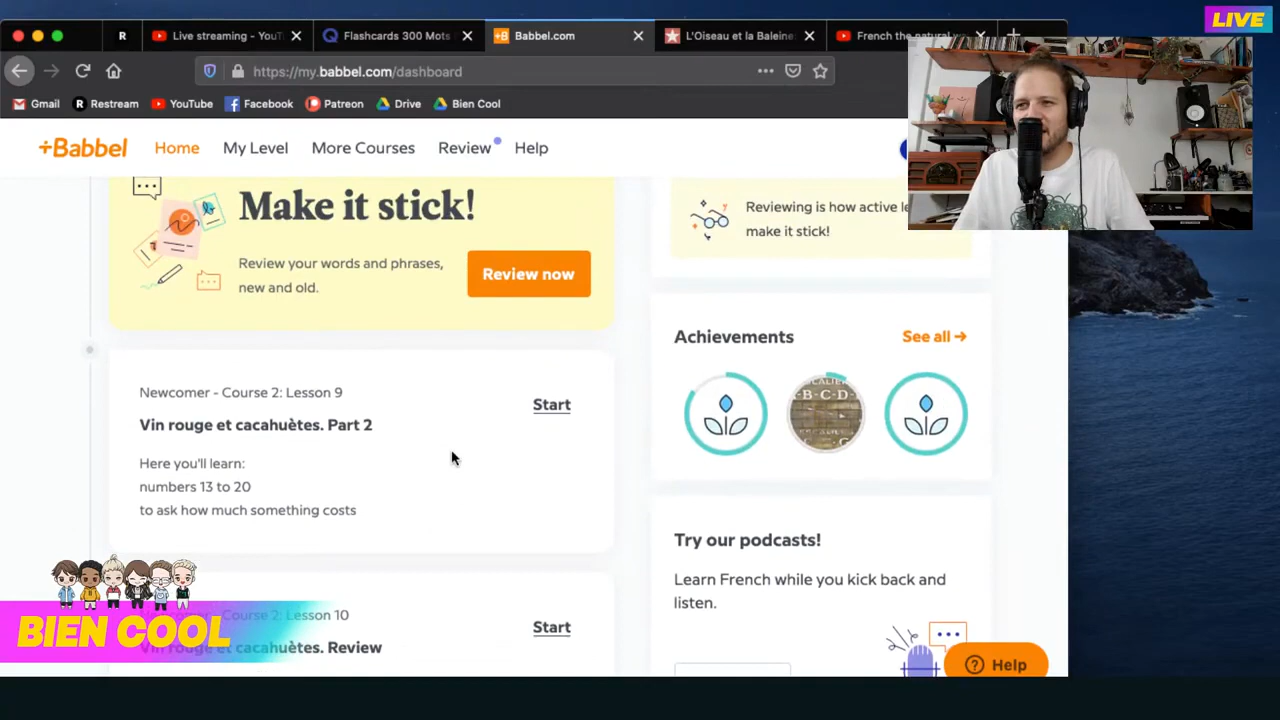 LIVE
R
Live streaming - YouT
Flashcards 300 Mots
Babbel.com
L'Oiseau et la Baleine
French the natural w
https://my.babbel.com/dashboard
Gmail
Restream
YouTube
Facebook
Patreon
Drive
Bien Cool
+Babbel
Home
My Level
More Courses
Review
Help
Make it stick!
Review your words and phrases,
new and old.
Review now
Reviewing is how active le
make it stick!
Achievements
See all →
Newcomer - Course 2: Lesson 9
Start
Vin rouge et cacahuètes. Part 2
Here you'll learn:
numbers 13 to 20
to ask how much something costs
B-C-D
Try our podcasts!
Learn French while you kick back and
listen.
Newcomer - Course 2: Lesson 10
Start
Vin rouge et cacahuètes. Review
BIEN COOL
Help